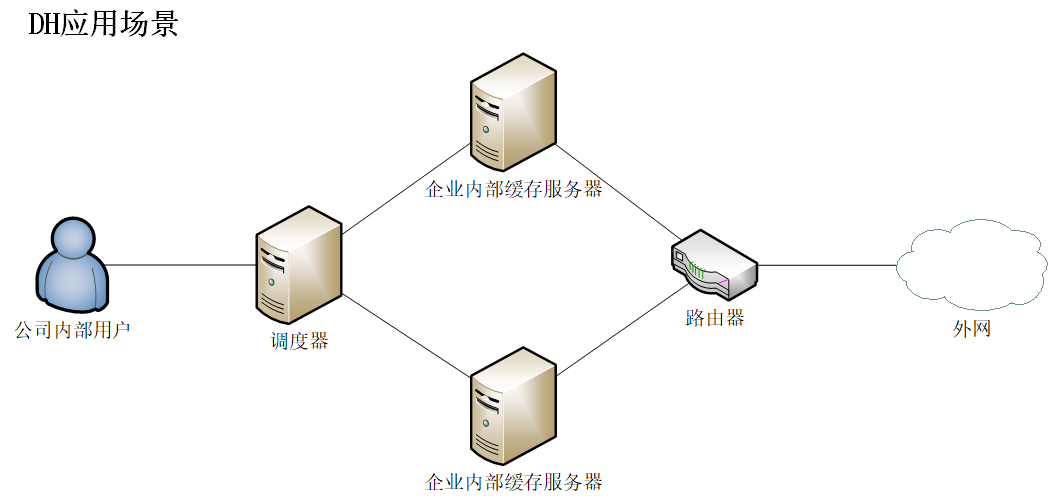 DH应用场景
企业内部缓存服务器
公司内部用户
调度器
路由器
外网
企业内部缓存服务器